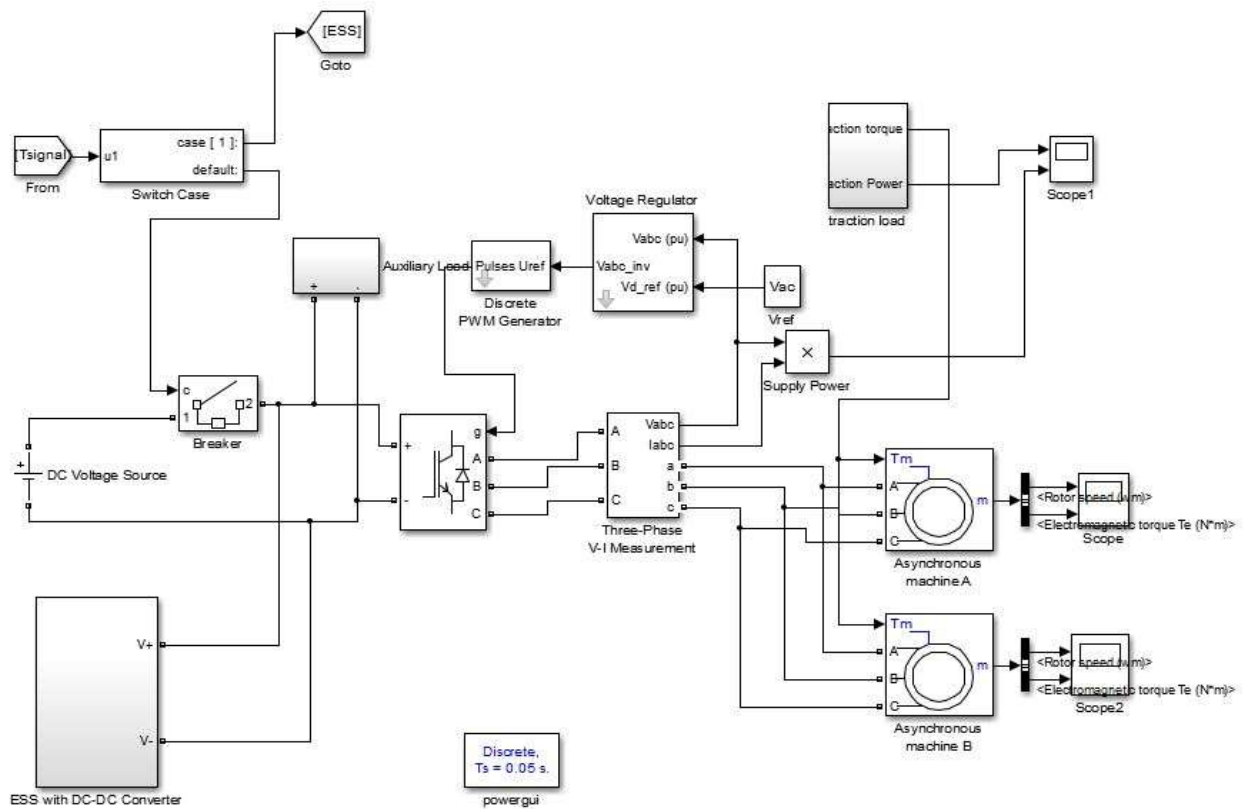 [ESS]
Goto
[Tsignal]
From
u1
case [ 1 ]:
default:
Switch Case
action torque
action Power
traction load
Scope1
Voltage Regulator
Vabc (pu)
Vabc_inv
Vd_ref (pu)
Auxiliary Load
+
-
Pulses Uref
Discrete
PWM Generator
Vac
Vref
×
Supply Power
c
1
2
Breaker
+
DC Voltage Source
g
+
-
A
B
C
A
B
C
Vabc
Iabc
a
b
c
Three-Phase
V-I Measurement
Tm
A
B
C
m
<Rotor speed (wm)>
<Electromagnetic torque Te (N*m)>
Scope
Asynchronous
machine A
Tm
A
B
C
m
<Rotor speed (wm)>
<Electromagnetic torque Te (N*m)>
Scope2
Asynchronous
machine B
V+
V-
ESS with DC-DC Converter
Discrete,
Ts = 0.05 s.
powergui